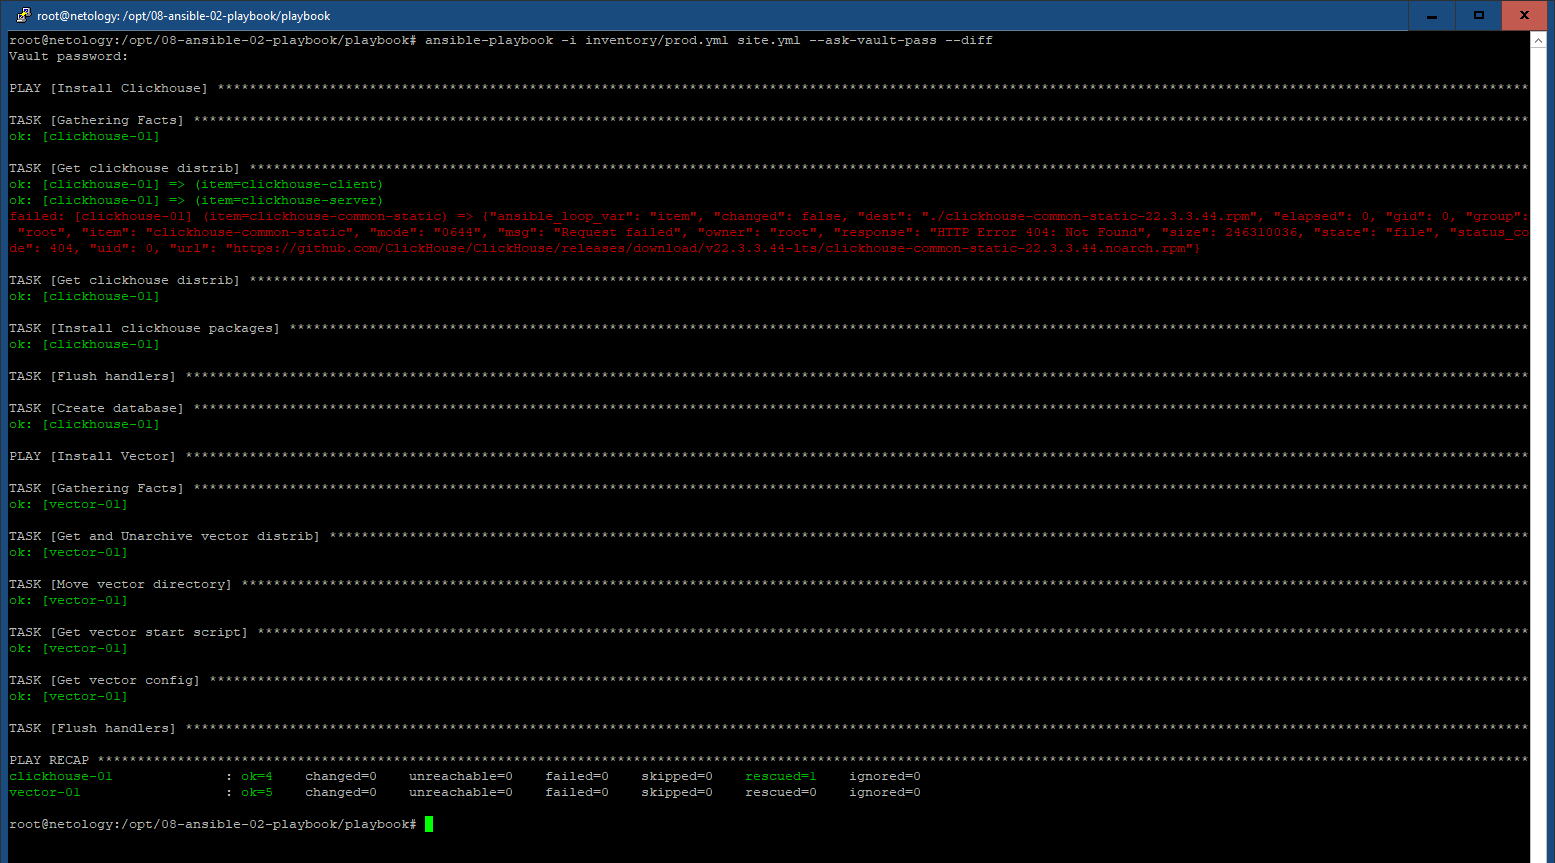 root@netology: /opt/08-ansible-02-playbook/playbook
root@netology:/opt/08-ansible-02-playbook/playbook# ansible-playbook -i inventory/prod.yml site.yml --ask-vault-pass --diff
Vault password:
PLAY [Install Clickhouse] ****************************************************************************************************************************************************************
TASK [Gathering Facts] *******************************************************************************************************************************************************************
ok: [clickhouse-01]
TASK [Get clickhouse distrib] ************************************************************************************************************************************************************
ok: [clickhouse-01] => (item=clickhouse-client)
ok: [clickhouse-01] => (item=clickhouse-server)
failed: [clickhouse-01] (item=clickhouse-common-static) => {"ansible_loop_var": "item", "changed": false, "dest": "./clickhouse-common-static-22.3.3.44.rpm", "elapsed": 0, "gid": 0, "group":
"root", "item": "clickhouse-common-static", "mode": "0644", "msg": "Request failed", "owner": "root", "response": "HTTP Error 404: Not Found", "size": 246310036, "state": "file", "status_co
de": 404, "uid": 0, "url": "https://github.com/ClickHouse/ClickHouse/releases/download/v22.3.3.44-lts/clickhouse-common-static-22.3.3.44.noarch.rpm"}
TASK [Get clickhouse distrib] ************************************************************************************************************************************************************
ok: [clickhouse-01]
TASK [Install clickhouse packages] *******************************************************************************************************************************************************
ok: [clickhouse-01]
TASK [Flush handlers] ********************************************************************************************************************************************************************
TASK [Create database] *******************************************************************************************************************************************************************
ok: [clickhouse-01]
PLAY [Install Vector] ********************************************************************************************************************************************************************
TASK [Gathering Facts] *******************************************************************************************************************************************************************
ok: [vector-01]
TASK [Get and Unarchive vector distrib] **************************************************************************************************************************************************
ok: [vector-01]
TASK [Move vector directory] *************************************************************************************************************************************************************
ok: [vector-01]
TASK [Get vector start script] ***********************************************************************************************************************************************************
ok: [vector-01]
TASK [Get vector config] *****************************************************************************************************************************************************************
ok: [vector-01]
TASK [Flush handlers] ********************************************************************************************************************************************************************
PLAY RECAP *******************************************************************************************************************************************************************************
clickhouse-01 : ok=4 changed=0 unreachable=0 failed=0 skipped=0 rescued=1 ignored=0
vector-01 : ok=5 changed=0 unreachable=0 failed=0 skipped=0 rescued=0 ignored=0
root@netology:/opt/08-ansible-02-playbook/playbook#